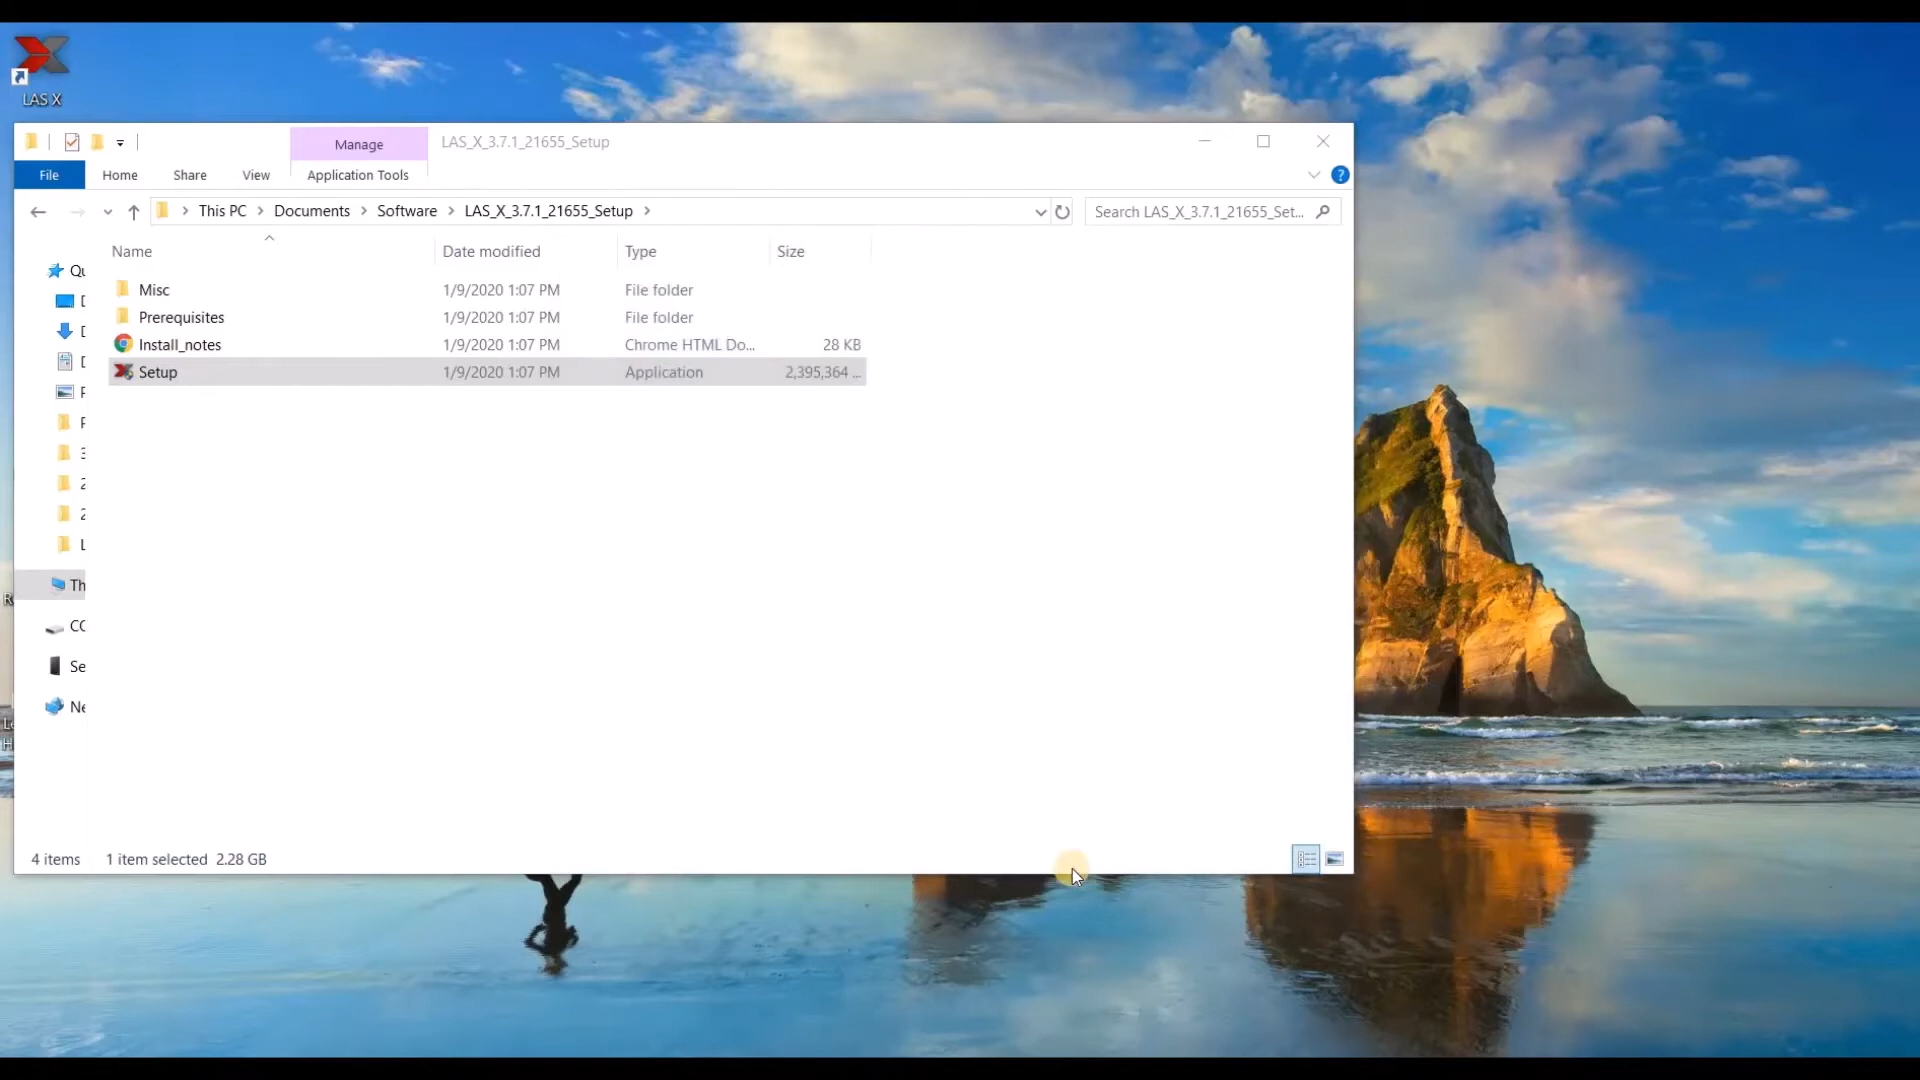 LAS X
Manage
LAS_X_3.7.1_21655_Setup
File
Home
Share
View
Application Tools
This PC > Documents > Software > LAS_X_3.7.1_21655_Setup >
Search LAS_X_3.7.1_21655_Set...
Name Date modified Type Size
Misc 1/9/2020 1:07 PM File folder
Prerequisites 1/9/2020 1:07 PM File folder
Install_notes 1/9/2020 1:07 PM Chrome HTML Do... 28 KB
Setup 1/9/2020 1:07 PM Application 2,395,364 ...
Qu
Th
Se
Ne
4 items 1 item selected 2.28 GB